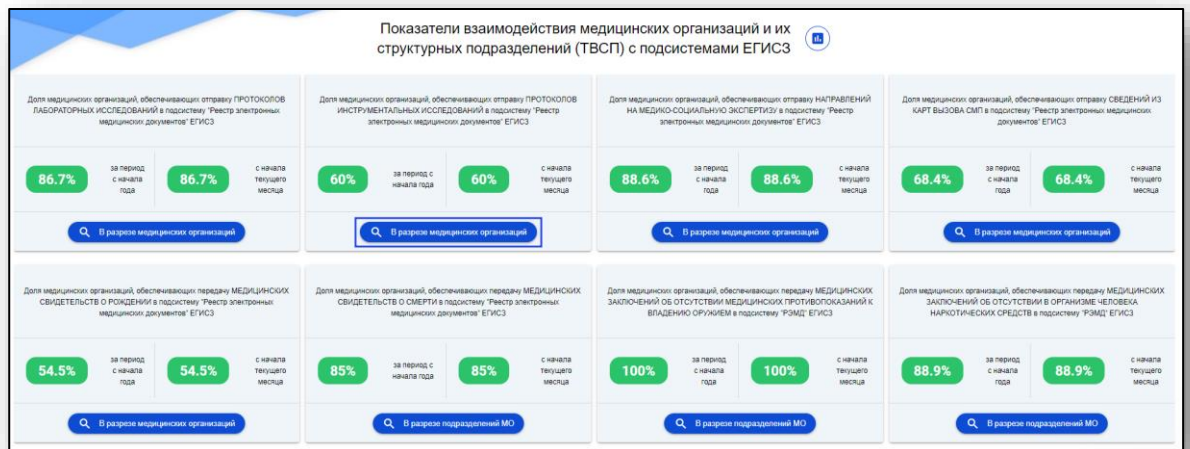 Показатели взаимодействия медицинских организаций и их
структурных подразделений (ТВСП) с подсистемами ЕГИСЗ
Доля медицинских организаций, обеспечивающих отправку ПРОТОКОЛОВ
ЛАБОРАТОРНЫХ ИССЛЕДОВАНИЙ в подсистему "Реестр электронных
медицинских документов" ЕГИСЗ
86.7%
за период
с начала
года
86.7%
с начала
текущего
месяца
В разрезе медицинских организаций
Доля медицинских организаций, обеспечивающих отправку ПРОТОКОЛОВ
ИНСТРУМЕНТАЛЬНЫХ ИССЛЕДОВАНИЙ в подсистему "Реестр
электронных медицинских документов" ЕГИСЗ
60%
за период с
начала года
60%
с начала
текущего
месяца
В разрезе медицинских организаций
Доля медицинских организаций, обеспечивающих отправку НАПРАВЛЕНИЙ
НА МЕДИКО-СОЦИАЛЬНУЮ ЭКСПЕРТИЗУ в подсистему "Реестр
электронных медицинских документов" ЕГИСЗ
88.6%
за период
с начала
года
88.6%
с начала
текущего
месяца
В разрезе медицинских организаций
Доля медицинских организаций, обеспечивающих отправку СВЕДЕНИЙ ИЗ
КАРТ ВЫЗОВА СМП в подсистему "Реестр электронных медицинских
документов" ЕГИСЗ
68.4%
за период
с начала
года
68.4%
с начала
текущего
месяца
В разрезе медицинских организаций
Доля медицинских организаций, обеспечивающих передачу МЕДИЦИНСКИХ
СВИДЕТЕЛЬСТВ О РОЖДЕНИИ в подсистему "Реестр электронных
медицинских документов" ЕГИСЗ
54.5%
за период
с начала
года
54.5%
с начала
текущего
месяца
В разрезе медицинских организаций
Доля медицинских организаций, обеспечивающих передачу МЕДИЦИНСКИХ
СВИДЕТЕЛЬСТВ О СМЕРТИ в подсистему "Реестр электронных
медицинских документов" ЕГИСЗ
85%
за период с
начала года
85%
с начала
текущего
месяца
В разрезе подразделений МО
Доля медицинских организаций, обеспечивающих передачу МЕДИЦИНСКИХ
ЗАКЛЮЧЕНИЙ ОБ ОТСУТСТВИИ МЕДИЦИНСКИХ ПРОТИВОПОКАЗАНИЙ К
ВЛАДЕНИЮ ОРУЖИЕМ в подсистему "РЭМД" ЕГИСЗ
100%
за период
с начала
года
100%
с начала
текущего
месяца
В разрезе подразделений МО
Доля медицинских организаций, обеспечивающих передачу МЕДИЦИНСКИХ
ЗАКЛЮЧЕНИЙ ОБ ОТСУТСТВИИ В ОРГАНИЗМЕ ЧЕЛОВЕКА
НАРКОТИЧЕСКИХ СРЕДСТВ в подсистему "РЭМД" ЕГИСЗ
88.9%
за период
с начала
года
88.9%
с начала
текущего
месяца
В разрезе подразделений МО